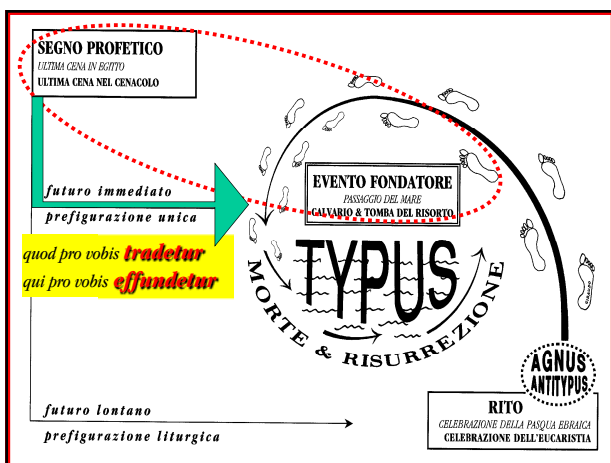 SEGNO PROFETICO
ULTIMA CENA IN EGITTO
ULTIMA CENA NEL CENACOLO
futuro immediato
prefigurazione unica
EVENTO FONDATORE
PASSAGGIO DEL MARE
CALVARIO & TOMBA DEL RISORTO
quod pro vobis tradetur
qui pro vobis effundetur
TYPUS
MORTE & RISURREZIONE
AGNUS
ANTITYPUS
RITO
CELEBRAZIONE DELLA PASQUA EBRAICA
CELEBRAZIONE DELL'EUCARISTIA
futuro lontano
prefigurazione liturgica